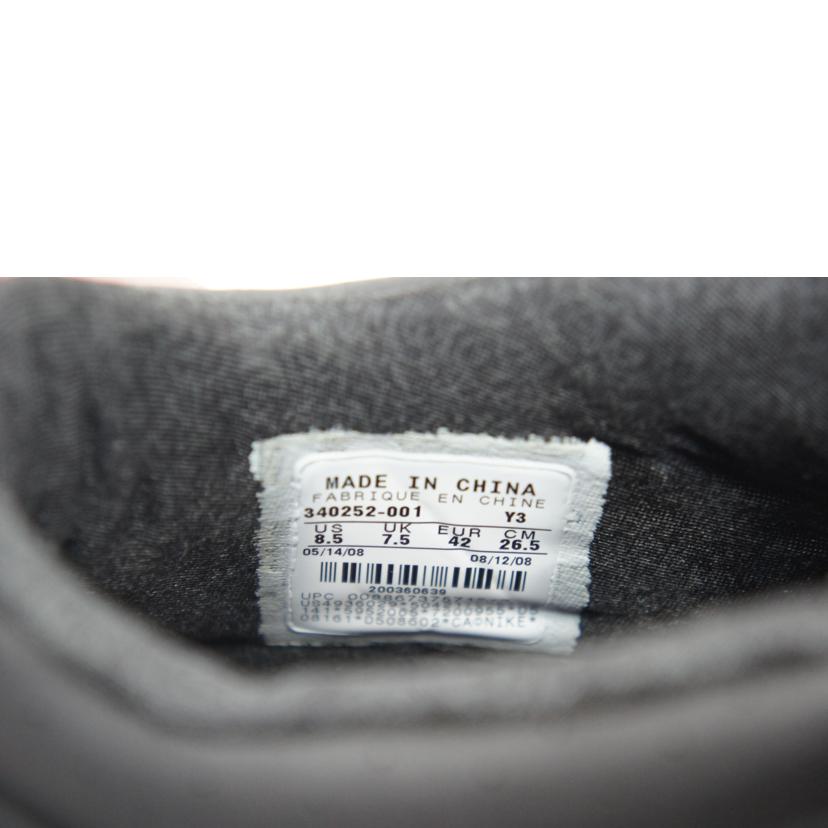 MADE IN CHINA
FABRIQUE EN CHINE
340252-001 Y3
US UK EUR CM
8.5 7.5 42 26.5
05/14/08 08/12/08
200360639
UPC